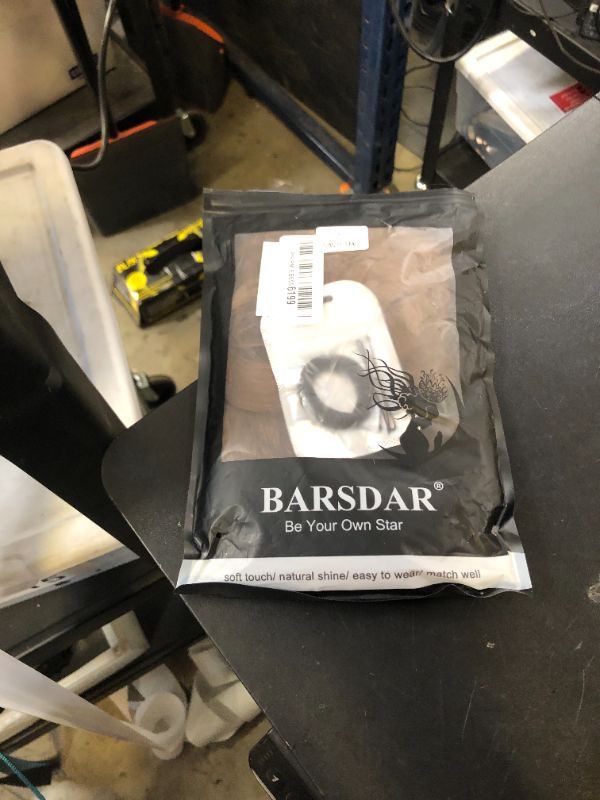 BARSDAR®
Be Your Own Star
soft touch/ natural shine/ easy to wear/ match well